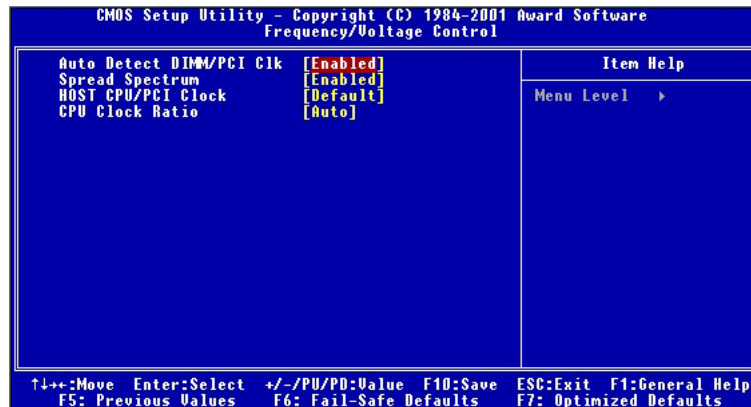 CMOS Setup Utility - Copyright (C) 1984-2001 Award Software
Frequency/Voltage Control
Auto Detect DIMM/PCI Clk [Enabled]
Spread Spectrum [Enabled]
HOST CPU/PCI Clock [Default]
CPU Clock Ratio [Auto]
Item Help
Menu Level ▸
↑↓→←:Move Enter:Select +/-/PU/PD:Value F10:Save ESC:Exit F1:General Help
F5: Previous Values F6: Fail-Safe Defaults F7: Optimized Defaults